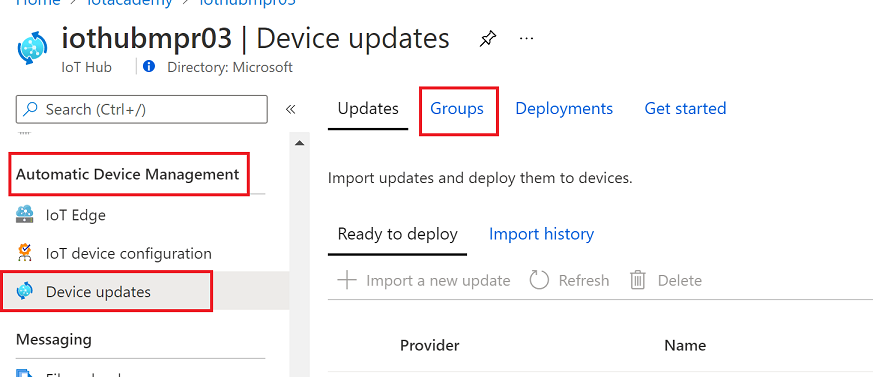 Home > iotacademy > iothubmpr03
iothubmpr03 | Device updates
IoT Hub
Directory: Microsoft
Search (Ctrl+/)
Updates
Groups
Deployments
Get started
Automatic Device Management
IoT Edge
IoT device configuration
Device updates
Messaging
Import updates and deploy them to devices.
Ready to deploy
Import history
Import a new update
Refresh
Delete
Provider
Name